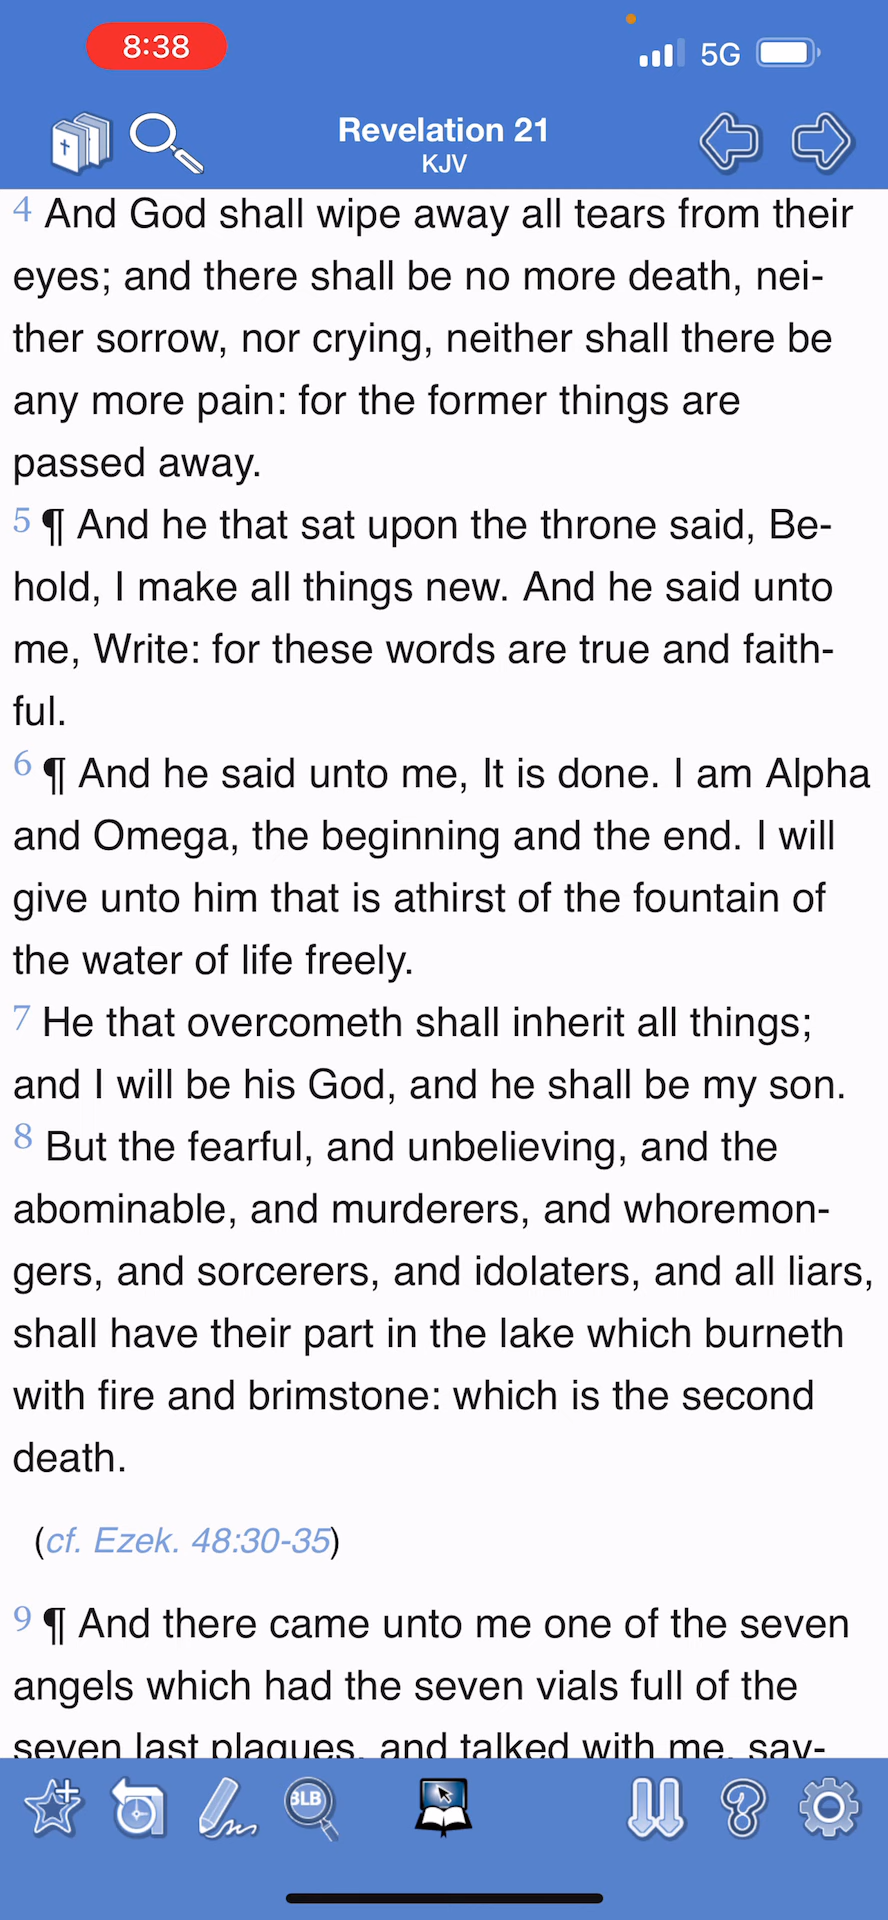 8:38
5G
Revelation 21
KJV
4 And God shall wipe away all tears from their
eyes; and there shall be no more death, nei-
ther sorrow, nor crying, neither shall there be
any more pain: for the former things are
passed away.
5 ¶ And he that sat upon the throne said, Be-
hold, I make all things new. And he said unto
me, Write: for these words are true and faith-
ful.
6 ¶ And he said unto me, It is done. I am Alpha
and Omega, the beginning and the end. I will
give unto him that is athirst of the fountain of
the water of life freely.
7 He that overcometh shall inherit all things;
and I will be his God, and he shall be my son.
8 But the fearful, and unbelieving, and the
abominable, and murderers, and whoremon-
gers, and sorcerers, and idolaters, and all liars,
shall have their part in the lake which burneth
with fire and brimstone: which is the second
death.
(cf. Ezek. 48:30-35)
9 ¶ And there came unto me one of the seven
angels which had the seven vials full of the
seven last plagues, and talked with me, say-
BLB